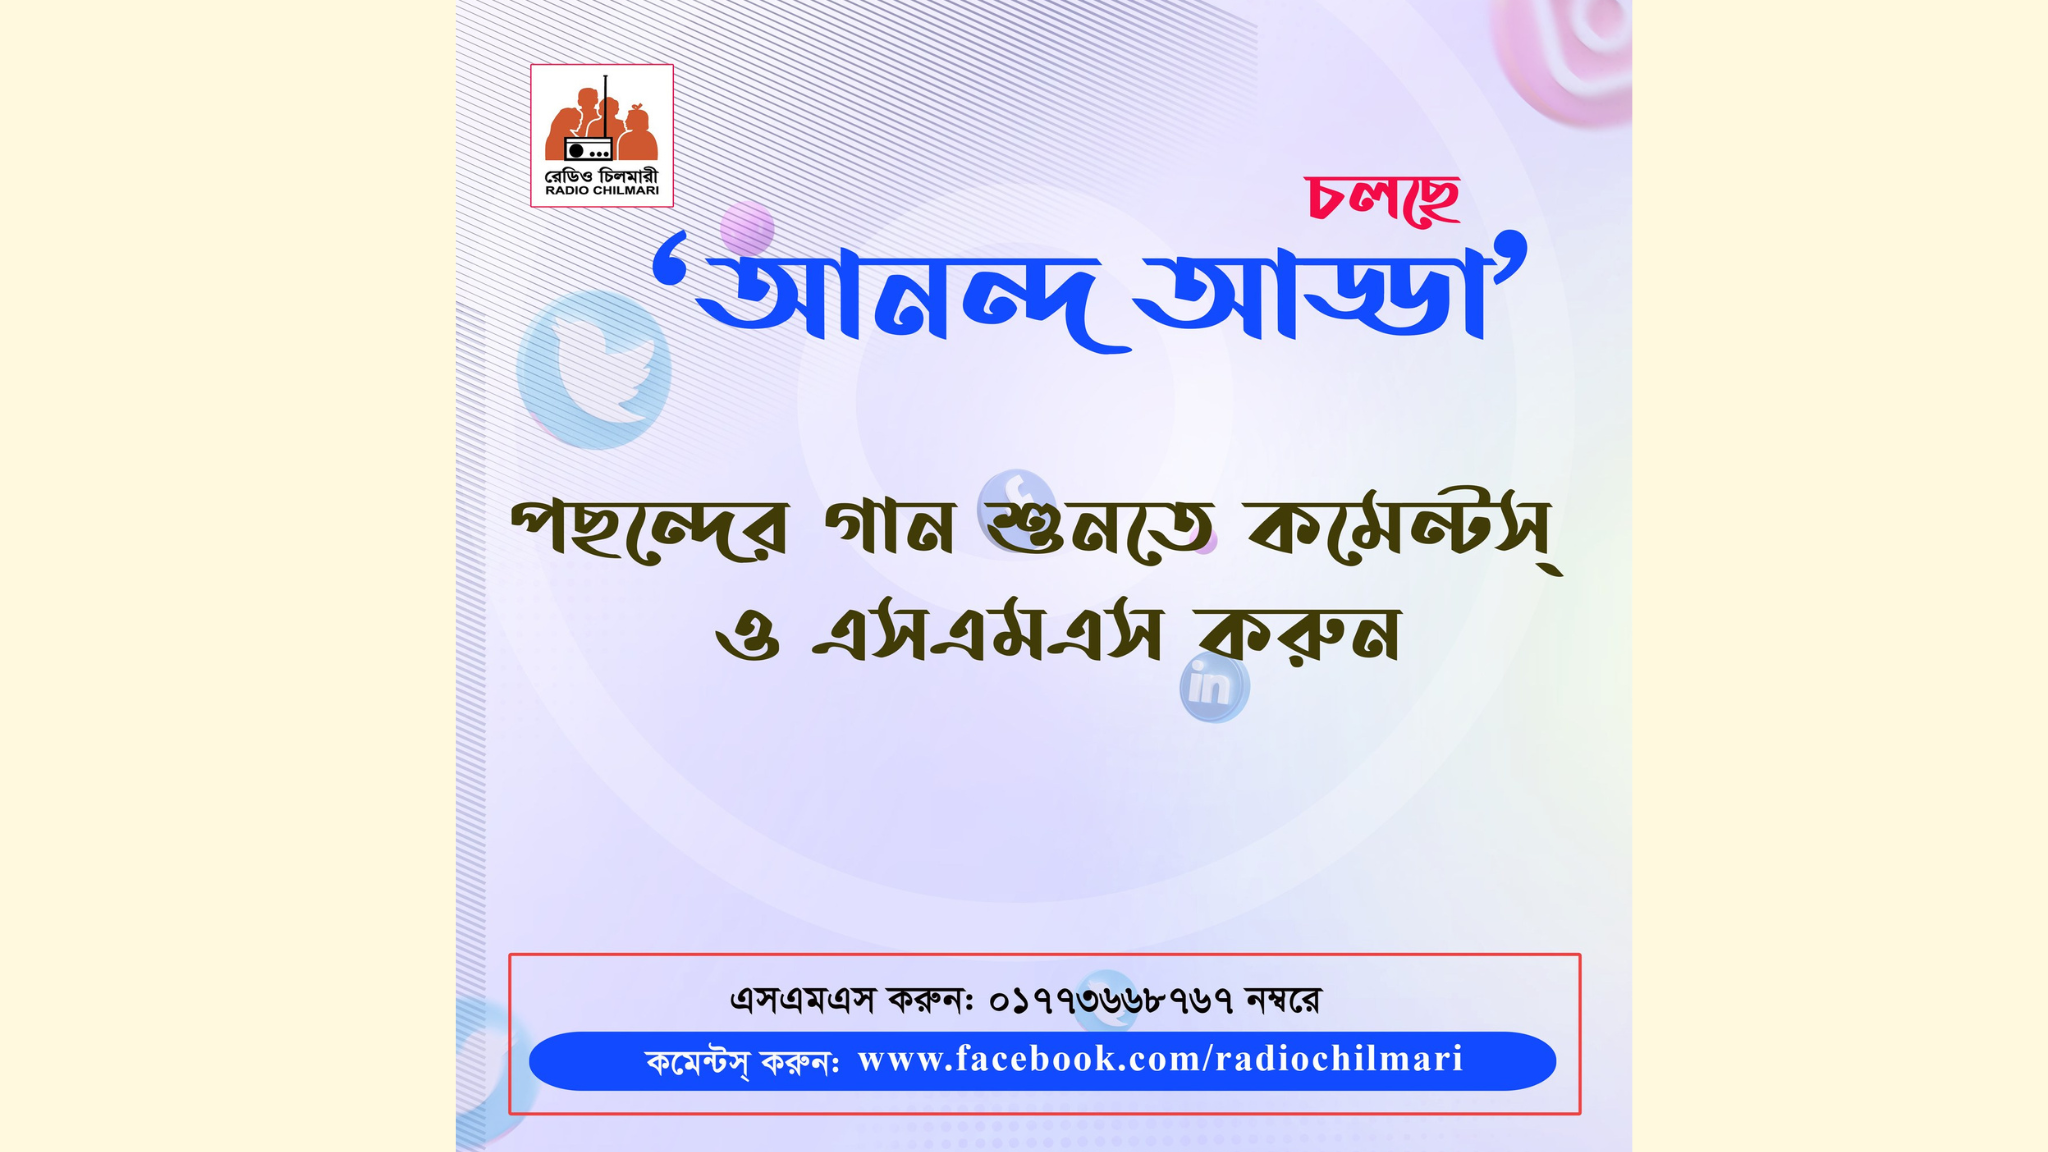 রেডিও চিলমারী
RADIO CHILMARI
চলছে
‘আনন্দ আড্ডা’
পছন্দের গান শুনতে কমেন্টস্
ও এসএমএস করুন
in
এসএমএস করুন: ০১৭৭৩৬৬৮৭৬৭ নম্বরে
কমেন্টস্ করুন: www.facebook.com/radiochilmari